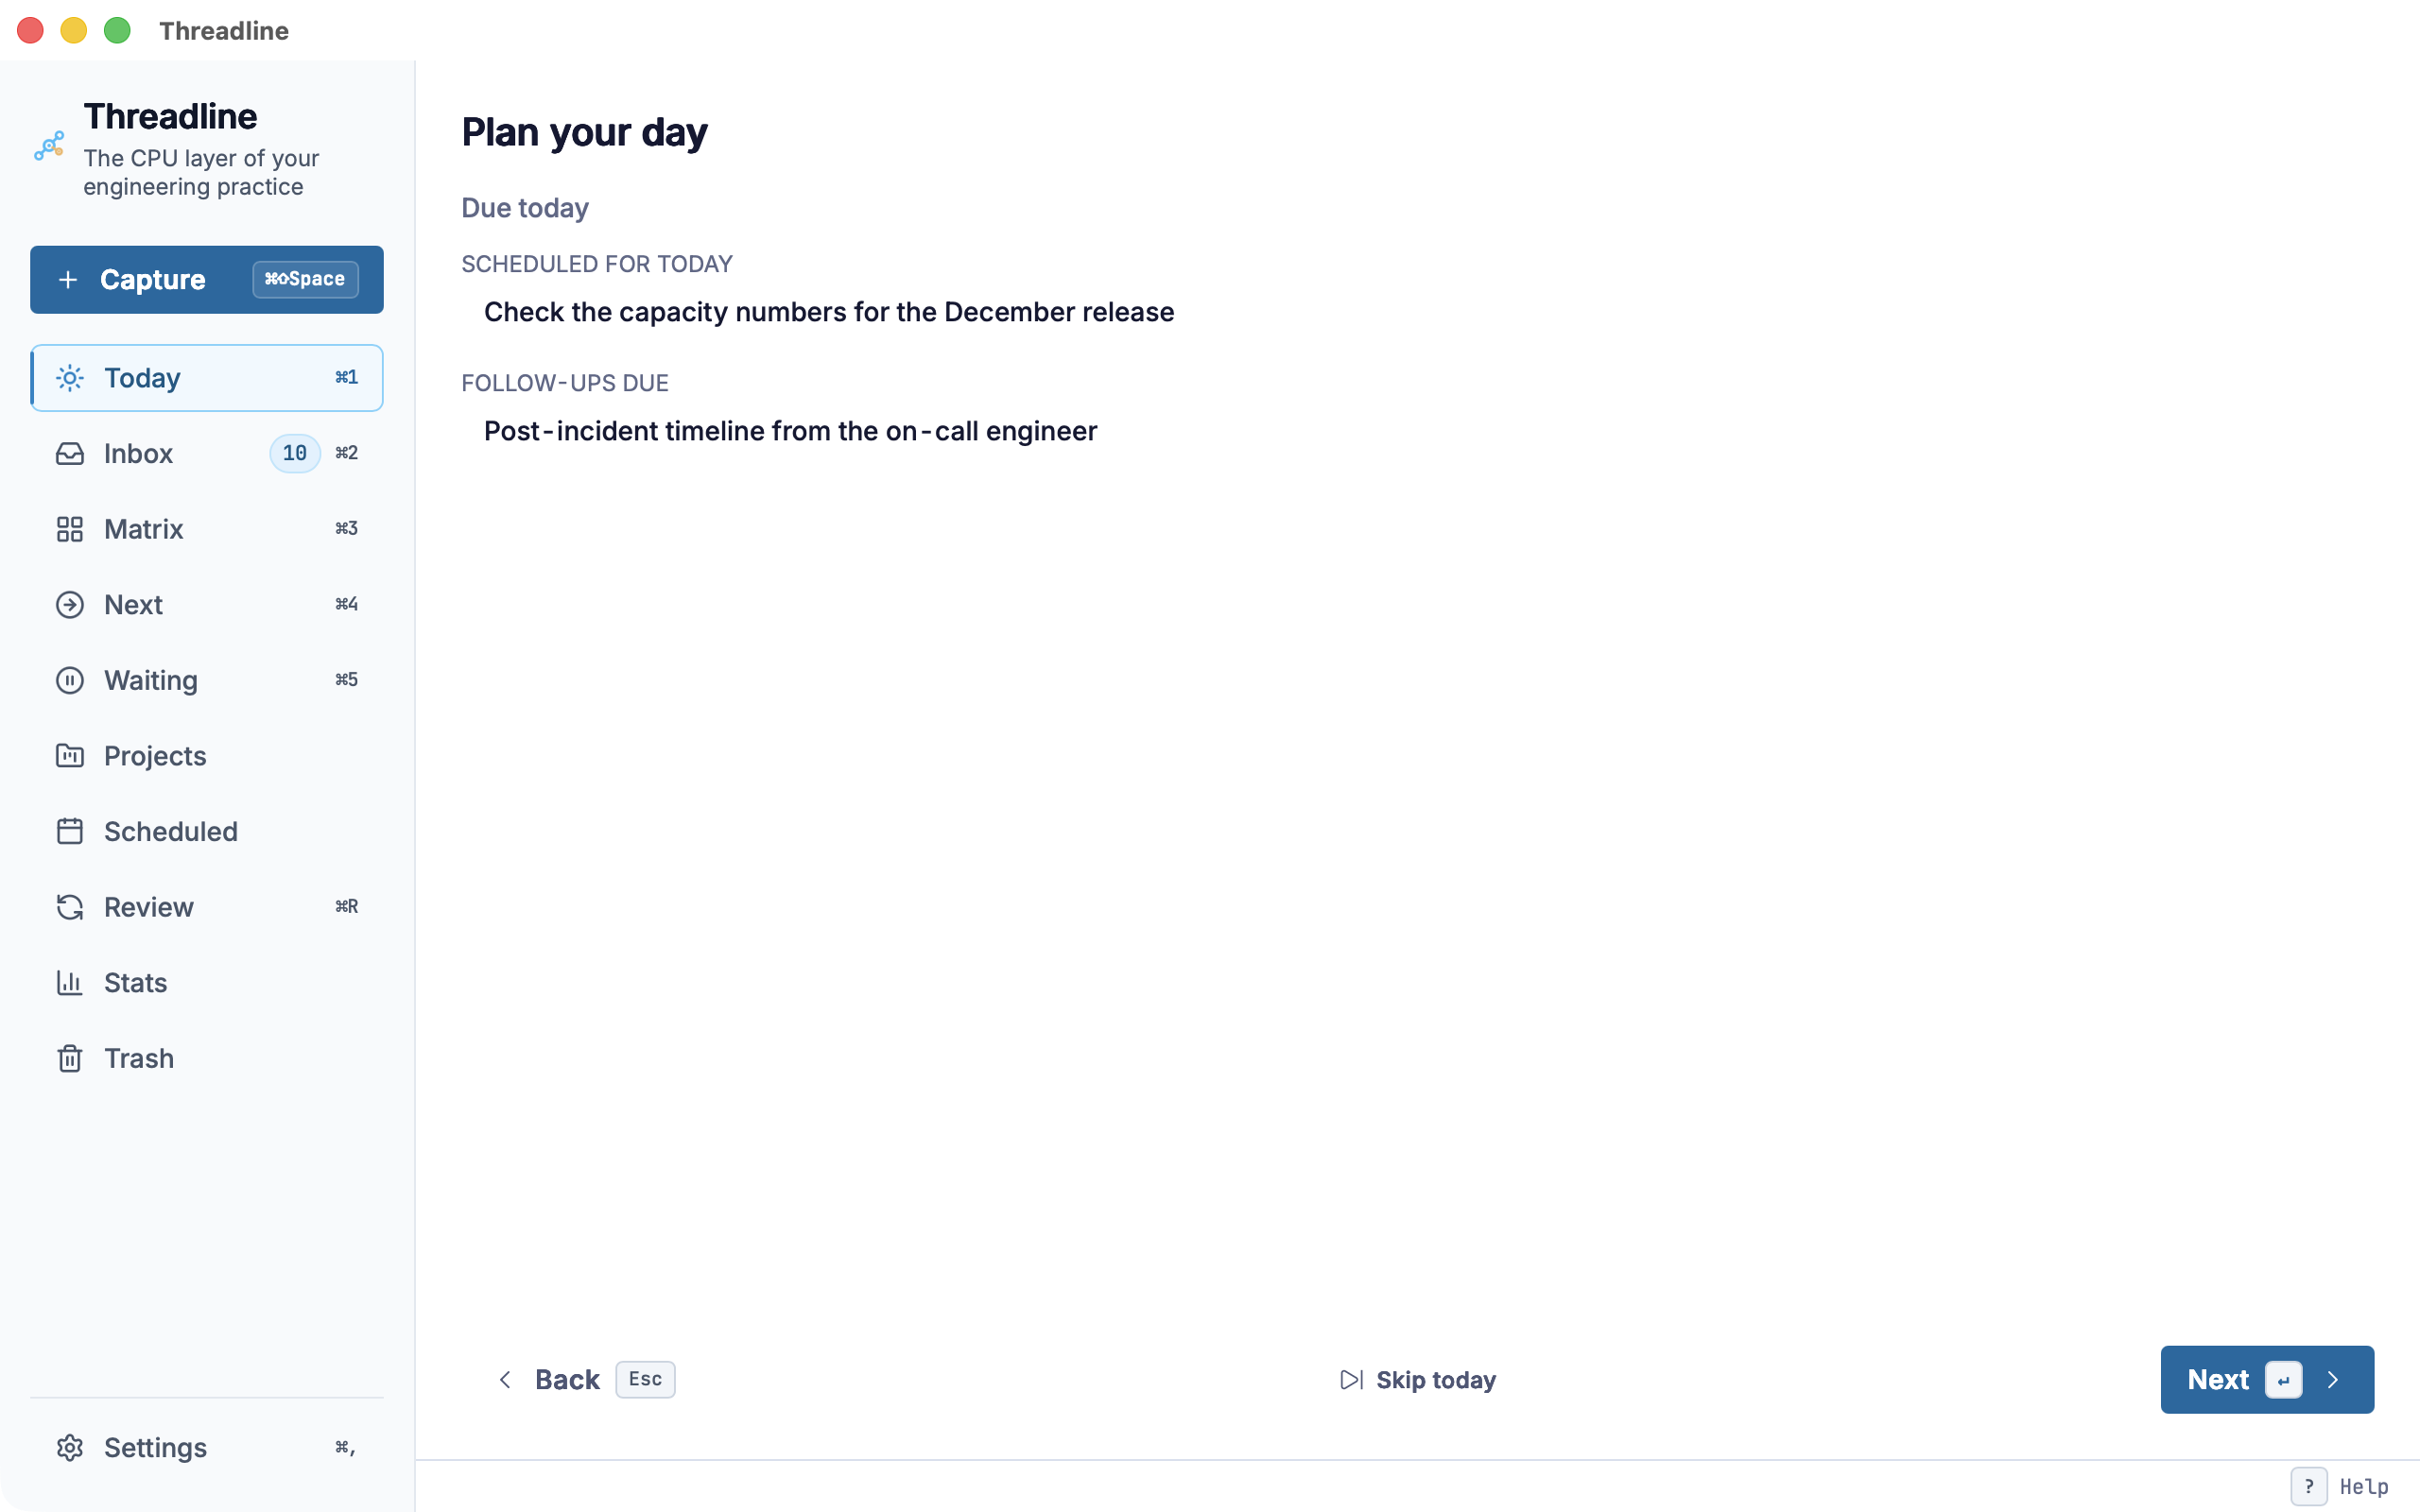 Threadline
Threadline
The CPU layer of your
engineering practice
Capture ⌘⇧Space
Today ⌘1
Inbox 10 ⌘2
Matrix ⌘3
Next ⌘4
Waiting ⌘5
Projects
Scheduled
Review ⌘R
Stats
Trash
Settings ⌘,
Plan your day
Due today
SCHEDULED FOR TODAY
Check the capacity numbers for the December release
FOLLOW-UPS DUE
Post-incident timeline from the on-call engineer
Back Esc
Skip today
Next ↵
? Help